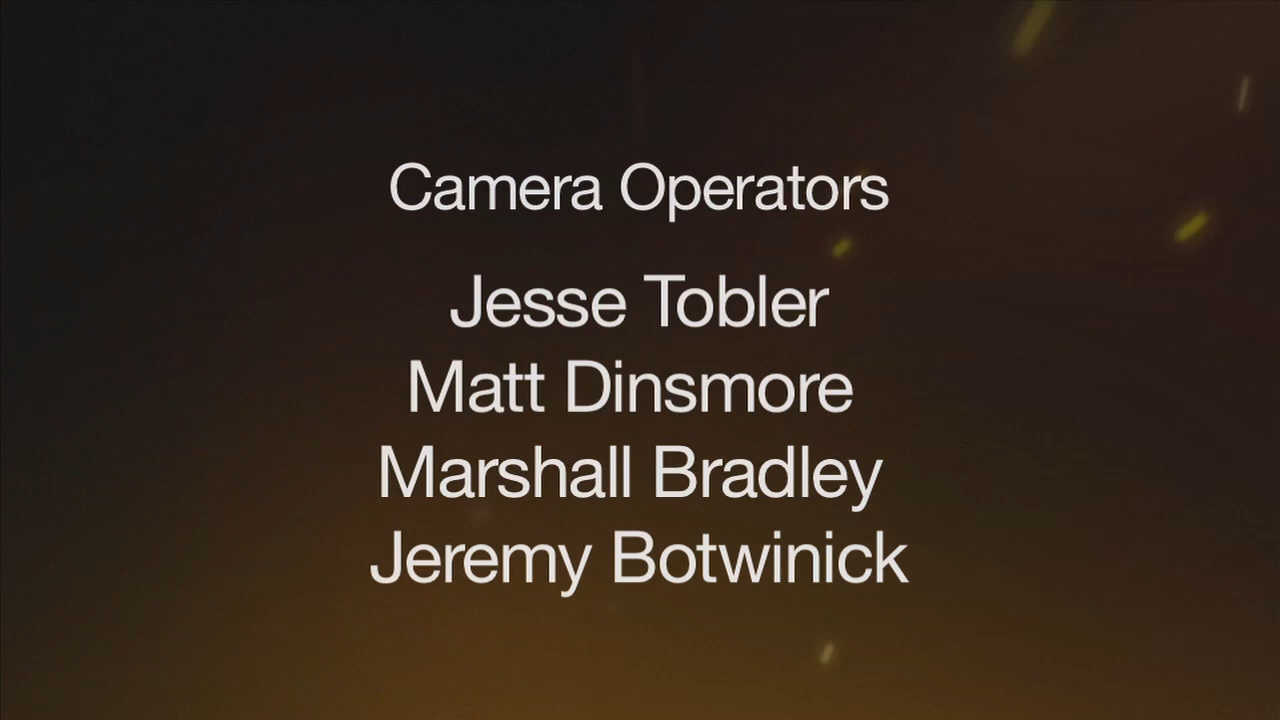 Camera Operators
Jesse Tobler
Matt Dinsmore
Marshall Bradley
Jeremy Botwinick